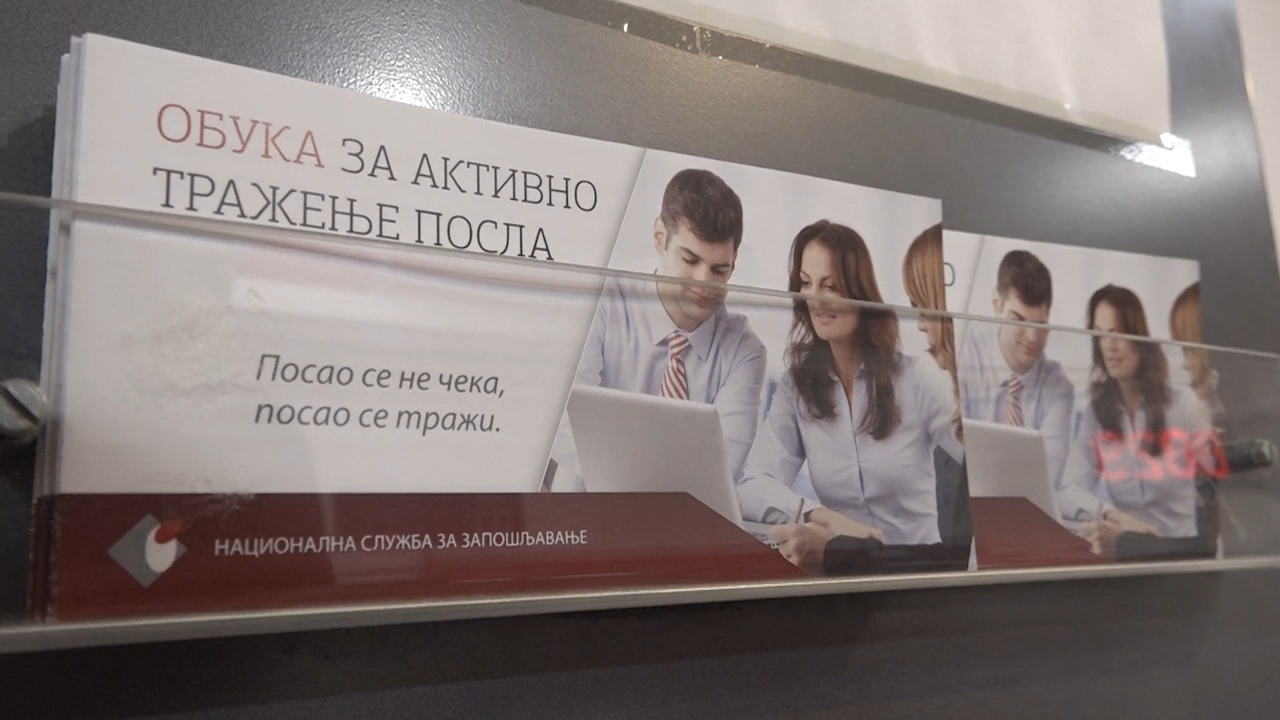 ОБУКА ЗА АКТИВНО
ТРАЖЕЊЕ ПОСЛА
Посао се не чека,
посао се тражи.
НАЦИОНАЛНА СЛУЖБА ЗА ЗАПОШЉАВАЊЕ